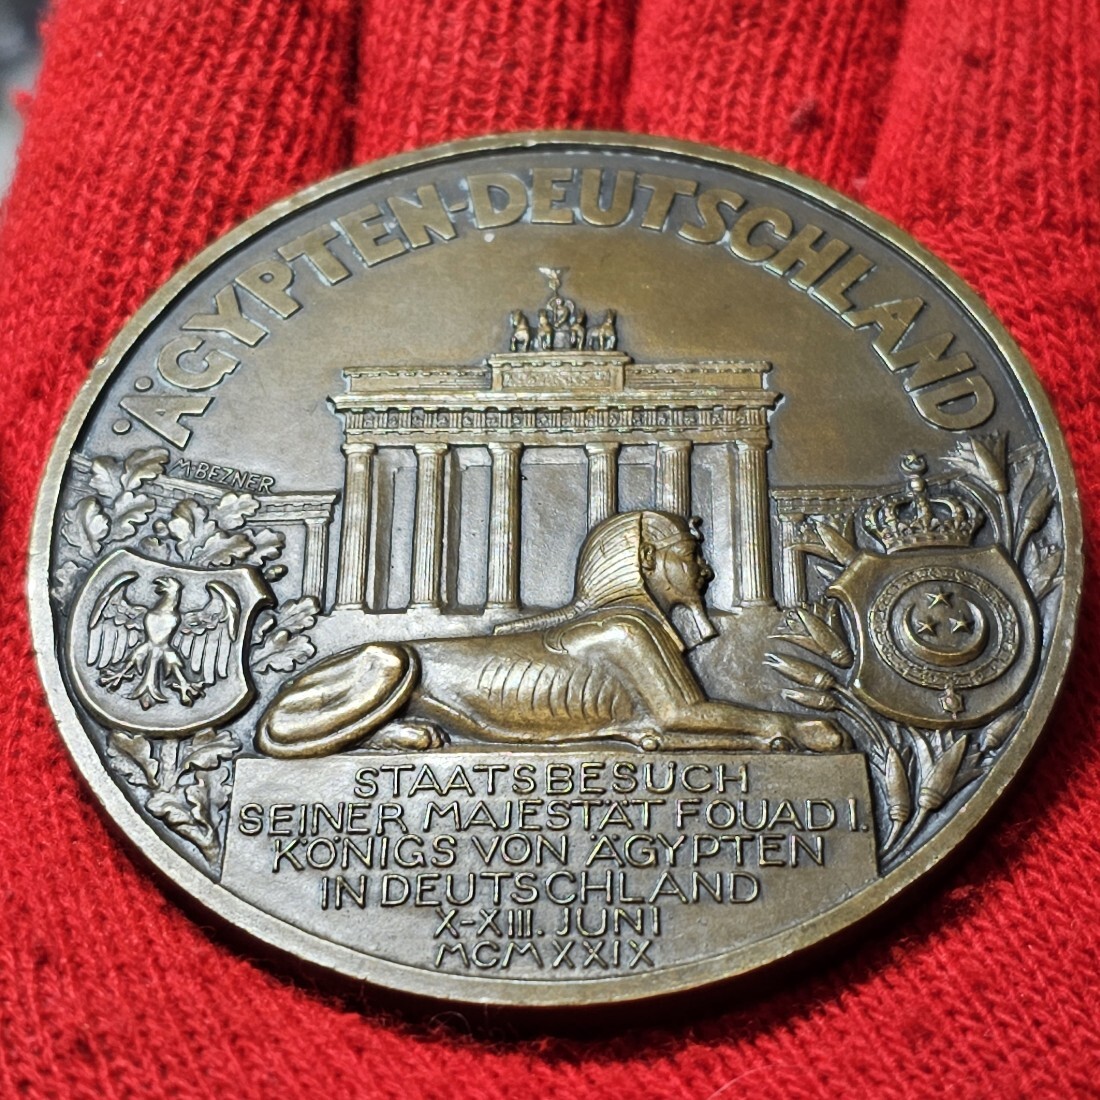 ÄGYPTEN-DEUTSCHLAND
M·BEZNER
STAATSBESUCH
SEINER MAJESTÄT FOUAD I.
KÖNIGS VON ÄGYPTEN
IN DEUTSCHLAND
X-XIII. JUNI
MCMXXIX